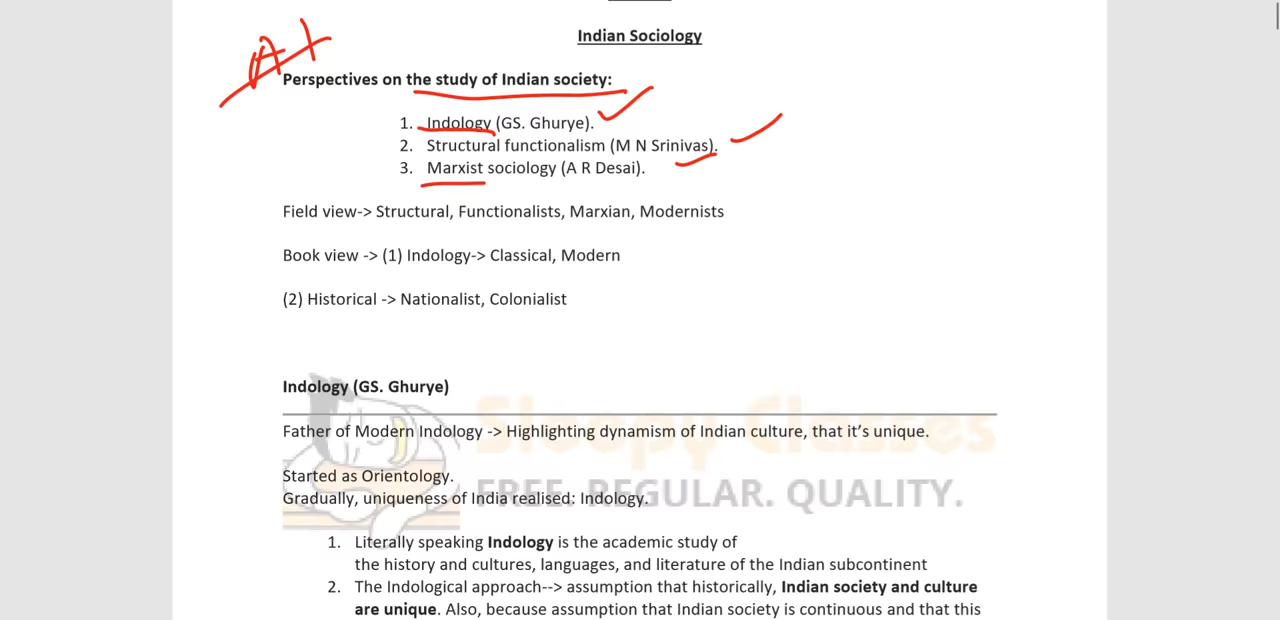 A+
Indian Sociology
Perspectives on the study of Indian society:
1. Indology (GS. Ghurye).
2. Structural functionalism (M N Srinivas).
3. Marxist sociology (A R Desai).
Field view-> Structural, Functionalists, Marxian, Modernists
Book view -> (1) Indology-> Classical, Modern
(2) Historical -> Nationalist, Colonialist
Indology (GS. Ghurye)
Sleepy Classes
Father of Modern Indology -> Highlighting dynamism of Indian culture, that it’s unique.
Started as Orientology.
FREE. REGULAR. QUALITY.
Gradually, uniqueness of India realised: Indology.
1. Literally speaking Indology is the academic study of
the history and cultures, languages, and literature of the Indian subcontinent
2. The Indological approach--> assumption that historically, Indian society and culture
are unique. Also, because assumption that Indian society is continuous and that this